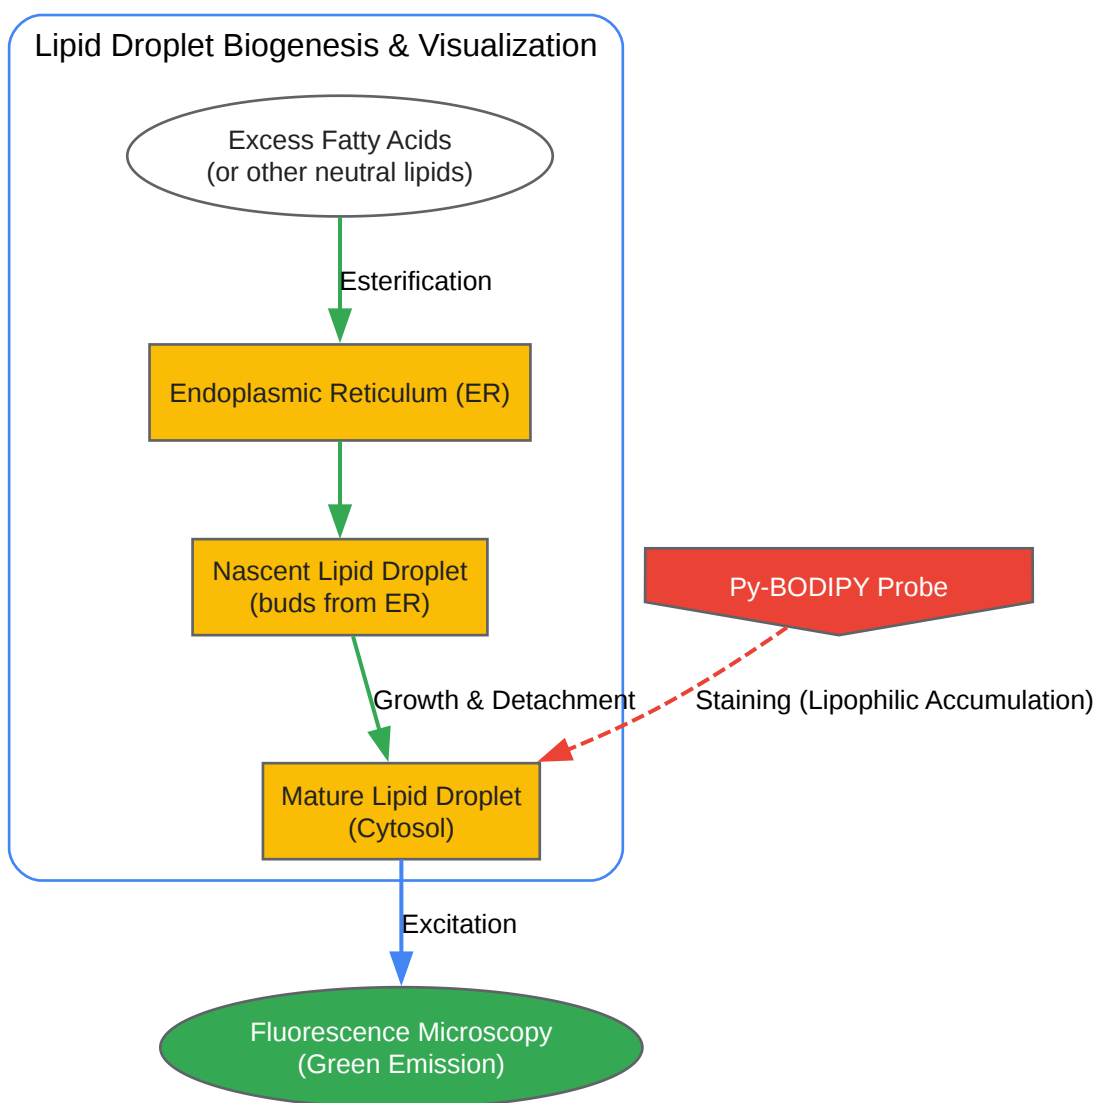 Lipid Droplet Biogenesis & Visualization
Excess Fatty Acids
(or other neutral lipids)
Esterification
Endoplasmic Reticulum (ER)
Nascent Lipid Droplet
(buds from ER)
Py-BODIPY Probe
Growth & Detachment
Staining (Lipophilic Accumulation)
Mature Lipid Droplet
(Cytosol)
Excitation
Fluorescence Microscopy
(Green Emission)